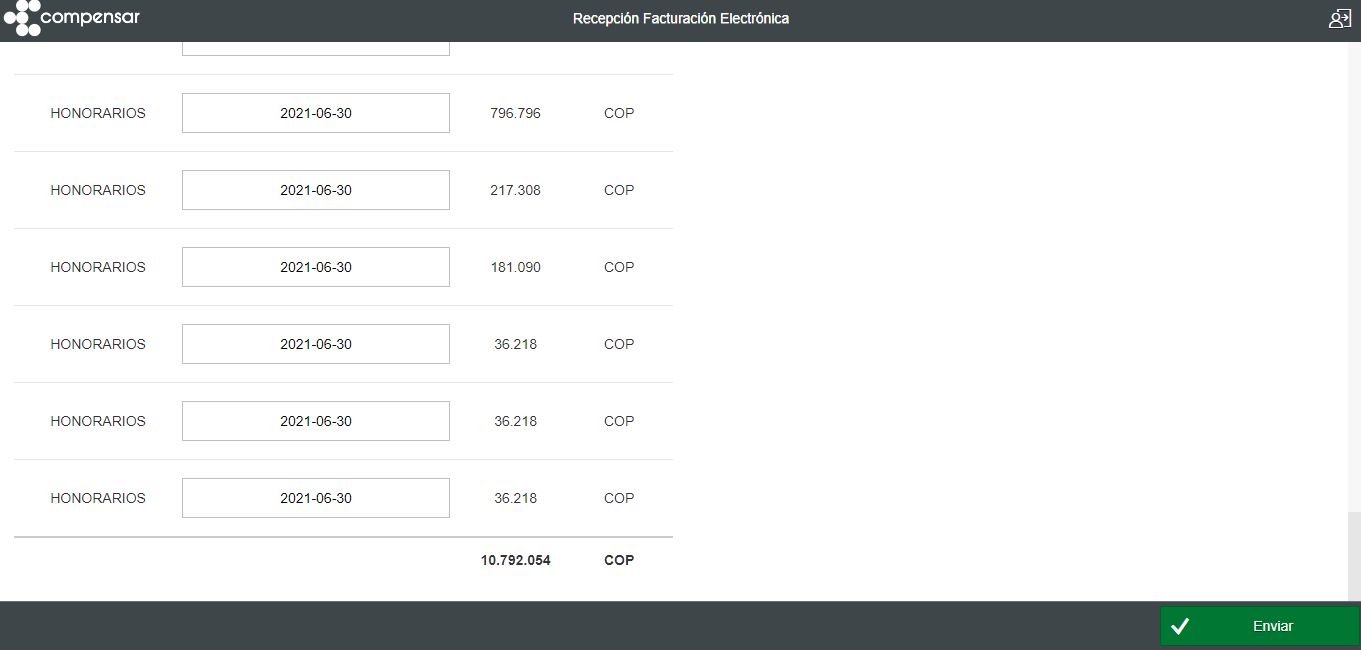 compensar
Recepción Facturación Electrónica
HONORARIOS 2021-06-30 796.796 COP
HONORARIOS 2021-06-30 217.308 COP
HONORARIOS 2021-06-30 181.090 COP
HONORARIOS 2021-06-30 36.218 COP
HONORARIOS 2021-06-30 36.218 COP
HONORARIOS 2021-06-30 36.218 COP
10.792.054 COP
Enviar